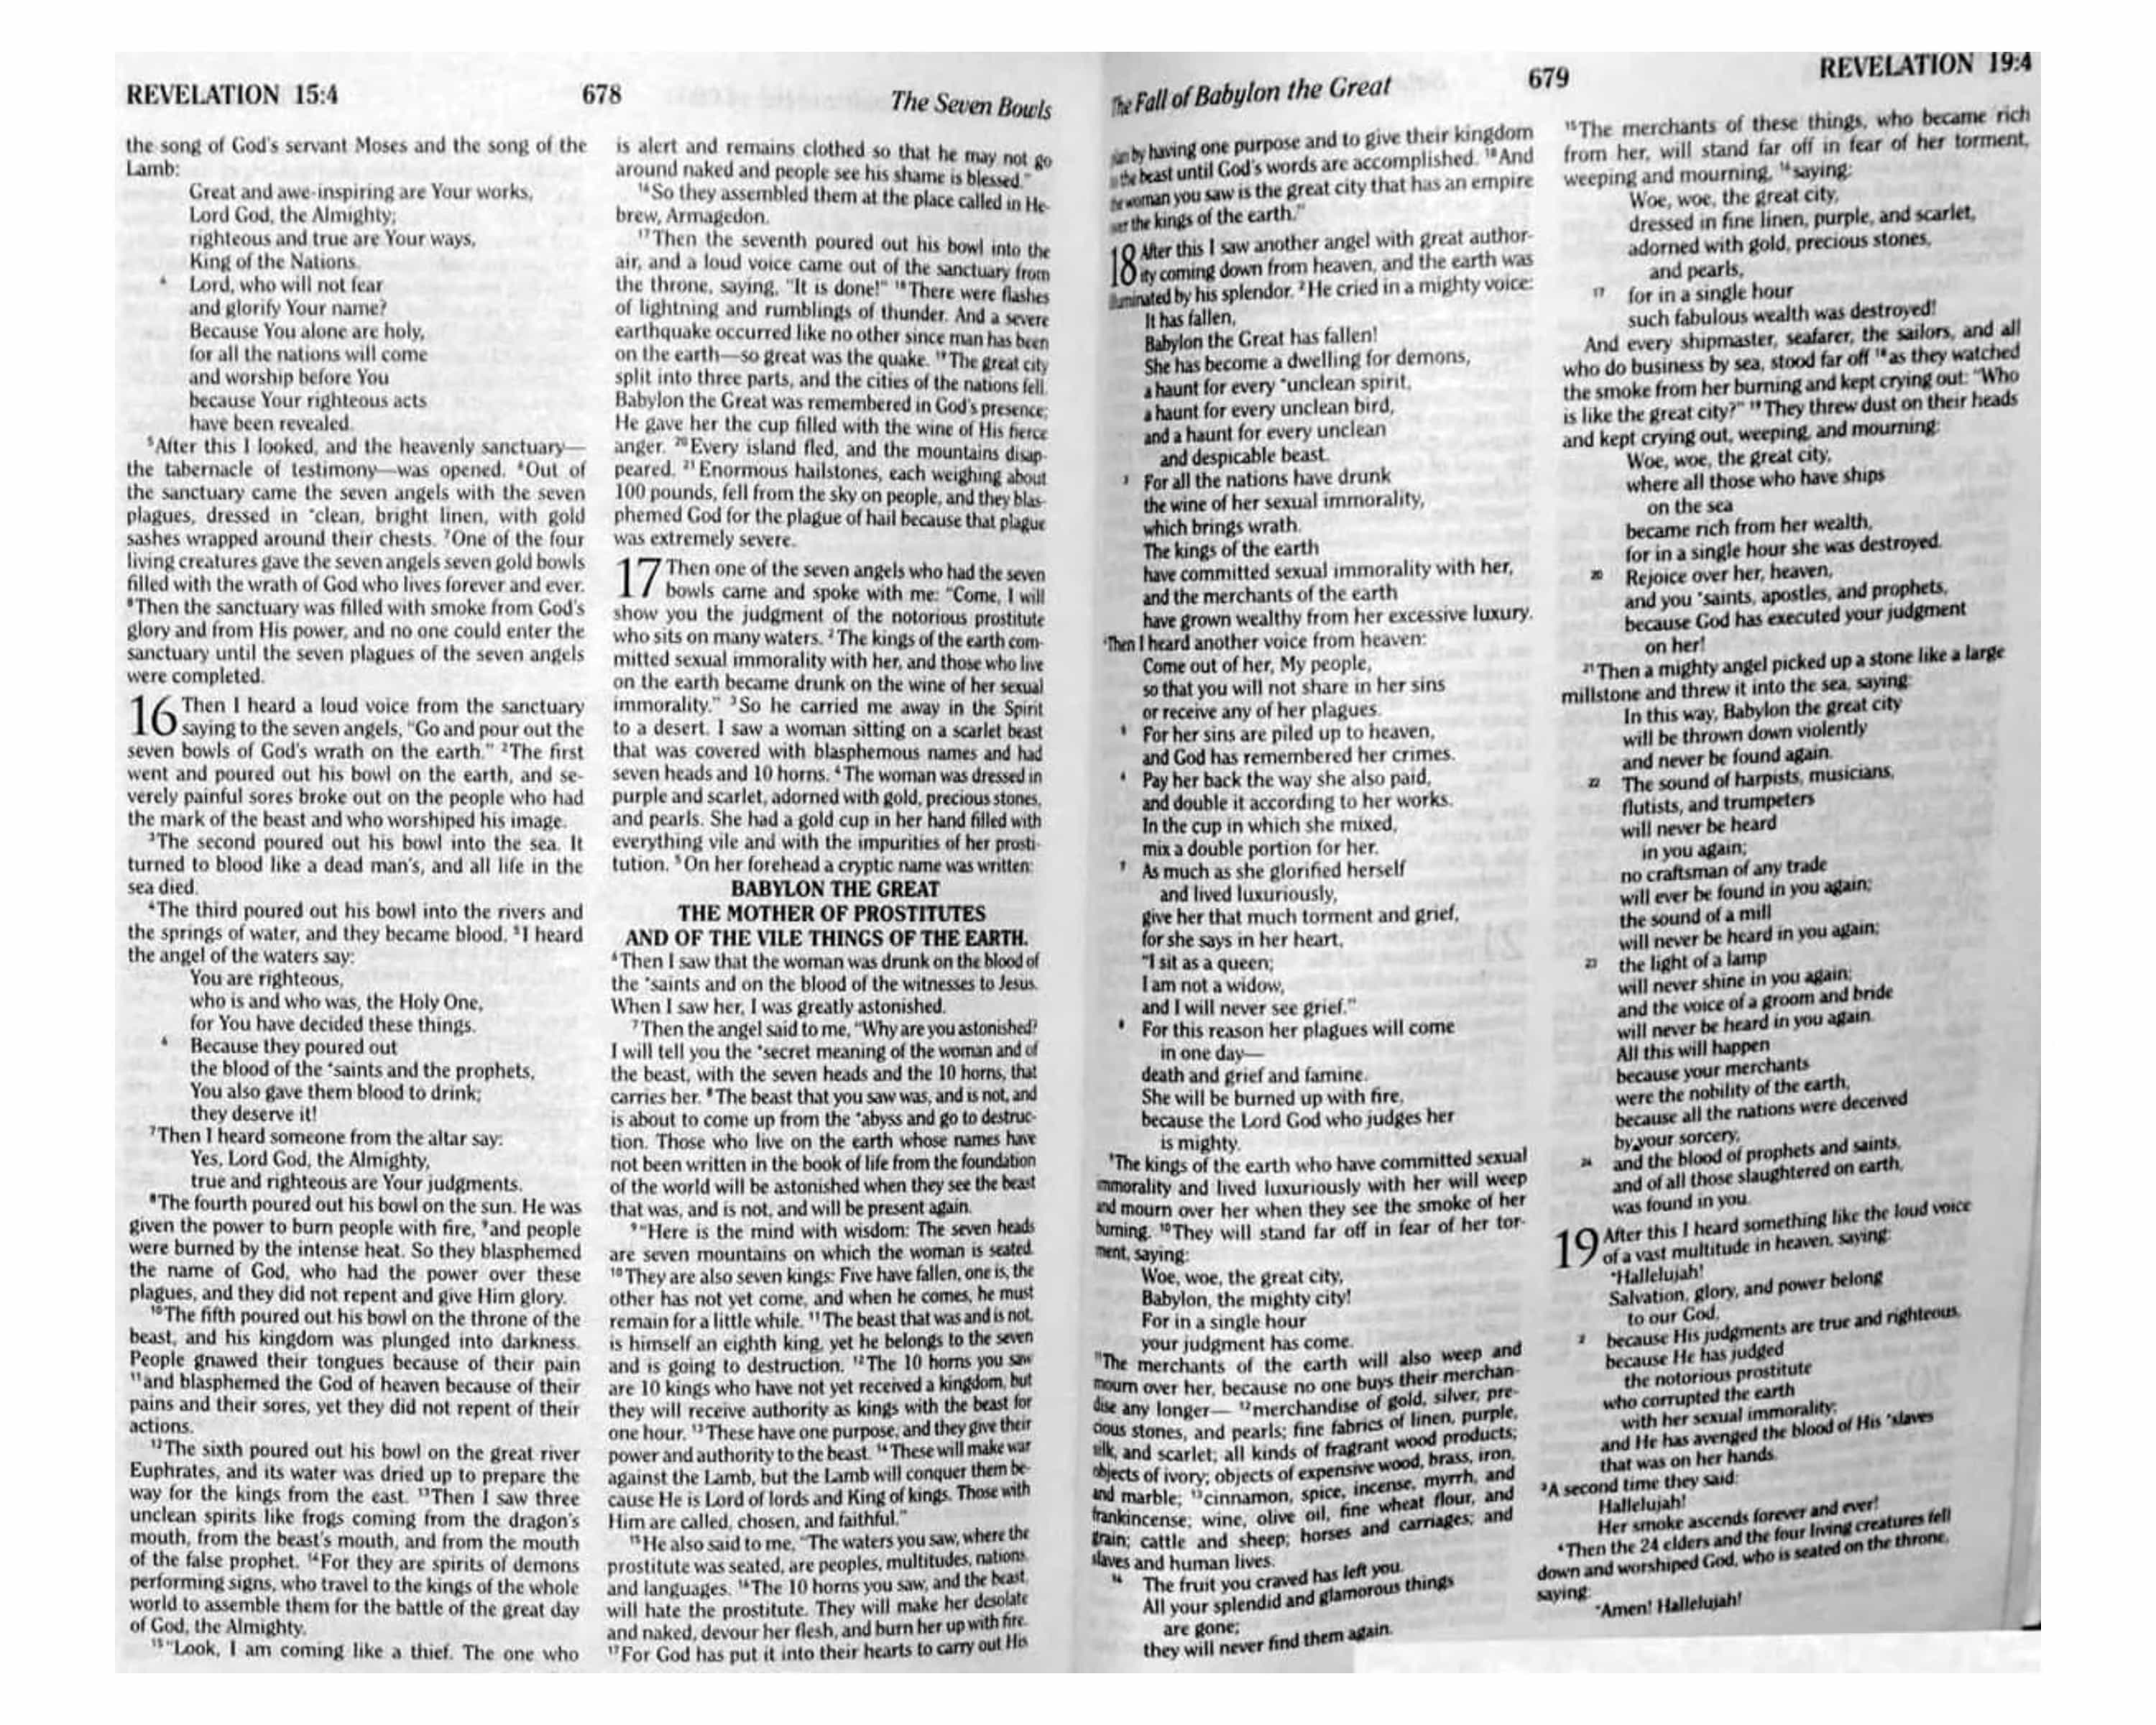 REVELATION 15:4
678
The Seven Bowls
the song of God's servant Moses and the song of the
Lamb:
Great and awe-inspiring are Your works,
Lord God, the Almighty;
righteous and true are Your ways,
King of the Nations.
4 Lord, who will not fear
and glorify Your name?
Because You alone are holy,
for all the nations will come
and worship before You
because Your righteous acts
have been revealed.
5After this I looked, and the heavenly sanctuary—
the tabernacle of testimony—was opened. 6Out of
the sanctuary came the seven angels with the seven
plagues, dressed in *clean, bright linen, with gold
sashes wrapped around their chests. 7One of the four
living creatures gave the seven angels seven gold bowls
filled with the wrath of God who lives forever and ever.
8Then the sanctuary was filled with smoke from God's
glory and from His power, and no one could enter the
sanctuary until the seven plagues of the seven angels
were completed.
16 Then I heard a loud voice from the sanctuary
saying to the seven angels, "Go and pour out the
seven bowls of God's wrath on the earth." 2The first
went and poured out his bowl on the earth, and se-
verely painful sores broke out on the people who had
the mark of the beast and who worshiped his image.
3The second poured out his bowl into the sea. It
turned to blood like a dead man's, and all life in the
sea died.
4The third poured out his bowl into the rivers and
the springs of water, and they became blood. 5I heard
the angel of the waters say:
You are righteous,
who is and who was, the Holy One,
for You have decided these things.
6 Because they poured out
the blood of the *saints and the prophets,
You also gave them blood to drink;
they deserve it!
7Then I heard someone from the altar say:
Yes, Lord God, the Almighty,
true and righteous are Your judgments.
8The fourth poured out his bowl on the sun. He was
given the power to burn people with fire, 9and people
were burned by the intense heat. So they blasphemed
the name of God, who had the power over these
plagues, and they did not repent and give Him glory.
10The fifth poured out his bowl on the throne of the
beast, and his kingdom was plunged into darkness.
People gnawed their tongues because of their pain
11and blasphemed the God of heaven because of their
pains and their sores, yet they did not repent of their
actions.
12The sixth poured out his bowl on the great river
Euphrates, and its water was dried up to prepare the
way for the kings from the east. 13Then I saw three
unclean spirits like frogs coming from the dragon's
mouth, from the beast's mouth, and from the mouth
of the false prophet. 14For they are spirits of demons
performing signs, who travel to the kings of the whole
world to assemble them for the battle of the great day
of God, the Almighty.
15"Look, I am coming like a thief. The one who
is alert and remains clothed so that he may not go
around naked and people see his shame is blessed."
16So they assembled them at the place called in He-
brew, Armagedon.
17Then the seventh poured out his bowl into the
air, and a loud voice came out of the sanctuary from
the throne, saying, "It is done!" 18There were flashes
of lightning and rumblings of thunder. And a severe
earthquake occurred like no other since man has been
on the earth—so great was the quake. 19The great city
split into three parts, and the cities of the nations fell.
Babylon the Great was remembered in God's presence;
He gave her the cup filled with the wine of His fierce
anger. 20Every island fled, and the mountains disap-
peared. 21Enormous hailstones, each weighing about
100 pounds, fell from the sky on people, and they blas-
phemed God for the plague of hail because that plague
was extremely severe.
17 Then one of the seven angels who had the seven
bowls came and spoke with me: "Come, I will
show you the judgment of the notorious prostitute
who sits on many waters. 2The kings of the earth com-
mitted sexual immorality with her, and those who live
on the earth became drunk on the wine of her sexual
immorality." 3So he carried me away in the Spirit
to a desert. I saw a woman sitting on a scarlet beast
that was covered with blasphemous names and had
seven heads and 10 horns. 4The woman was dressed in
purple and scarlet, adorned with gold, precious stones,
and pearls. She had a gold cup in her hand filled with
everything vile and with the impurities of her prosti-
tution. 5On her forehead a cryptic name was written:
BABYLON THE GREAT
THE MOTHER OF PROSTITUTES
AND OF THE VILE THINGS OF THE EARTH.
6Then I saw that the woman was drunk on the blood of
the *saints and on the blood of the witnesses to Jesus.
When I saw her, I was greatly astonished.
7Then the angel said to me, "Why are you astonished?
I will tell you the *secret meaning of the woman and of
the beast, with the seven heads and the 10 horns, that
carries her. 8The beast that you saw was, and is not, and
is about to come up from the *abyss and go to destruc-
tion. Those who live on the earth whose names have
not been written in the book of life from the foundation
of the world will be astonished when they see the beast
that was, and is not, and will be present again.
9"Here is the mind with wisdom: The seven heads
are seven mountains on which the woman is seated.
10They are also seven kings: Five have fallen, one is, the
other has not yet come, and when he comes, he must
remain for a little while. 11The beast that was and is not,
is himself an eighth king, yet he belongs to the seven
and is going to destruction. 12The 10 horns you saw
are 10 kings who have not yet received a kingdom, but
they will receive authority as kings with the beast for
one hour. 13These have one purpose, and they give their
power and authority to the beast. 14These will make war
against the Lamb, but the Lamb will conquer them be-
cause He is Lord of lords and King of kings. Those with
Him are called, chosen, and faithful."
15He also said to me, "The waters you saw, where the
prostitute was seated, are peoples, multitudes, nations,
and languages. 16The 10 horns you saw, and the beast,
will hate the prostitute. They will make her desolate
and naked, devour her flesh, and burn her up with fire.
17For God has put it into their hearts to carry out His
The Fall of Babylon the Great
679
REVELATION 19:4
by having one purpose and to give their kingdom
the beast until God's words are accomplished. 18And
the woman you saw is the great city that has an empire
over the kings of the earth."
18 After this I saw another angel with great author-
ity coming down from heaven, and the earth was
illuminated by his splendor. 2He cried in a mighty voice:
It has fallen,
Babylon the Great has fallen!
She has become a dwelling for demons,
a haunt for every *unclean spirit,
a haunt for every unclean bird,
and a haunt for every unclean
and despicable beast.
3 For all the nations have drunk
the wine of her sexual immorality,
which brings wrath.
The kings of the earth
have committed sexual immorality with her,
and the merchants of the earth
have grown wealthy from her excessive luxury.
4Then I heard another voice from heaven:
Come out of her, My people,
so that you will not share in her sins
or receive any of her plagues.
5 For her sins are piled up to heaven,
and God has remembered her crimes.
6 Pay her back the way she also paid,
and double it according to her works.
In the cup in which she mixed,
mix a double portion for her.
7 As much as she glorified herself
and lived luxuriously,
give her that much torment and grief,
for she says in her heart,
"I sit as a queen;
I am not a widow,
and I will never see grief."
8 For this reason her plagues will come
in one day—
death and grief and famine.
She will be burned up with fire,
because the Lord God who judges her
is mighty.
9The kings of the earth who have committed sexual
immorality and lived luxuriously with her will weep
and mourn over her when they see the smoke of her
burning. 10They will stand far off in fear of her tor-
ment, saying:
Woe, woe, the great city,
Babylon, the mighty city!
For in a single hour
your judgment has come.
11The merchants of the earth will also weep and
mourn over her, because no one buys their merchan-
dise any longer— 12merchandise of gold, silver, pre-
cious stones, and pearls; fine fabrics of linen, purple,
silk, and scarlet; all kinds of fragrant wood products;
objects of ivory; objects of expensive wood, brass, iron,
and marble; 13cinnamon, spice, incense, myrrh, and
frankincense; wine, olive oil, fine wheat flour, and
grain; cattle and sheep; horses and carriages; and
slaves and human lives.
14 The fruit you craved has left you.
All your splendid and glamorous things
are gone;
they will never find them again.
15The merchants of these things, who became rich
from her, will stand far off in fear of her torment,
weeping and mourning, 16saying:
Woe, woe, the great city,
dressed in fine linen, purple, and scarlet,
adorned with gold, precious stones,
and pearls,
17 for in a single hour
such fabulous wealth was destroyed!
And every shipmaster, seafarer, the sailors, and all
who do business by sea, stood far off 18as they watched
the smoke from her burning and kept crying out: "Who
is like the great city?" 19They threw dust on their heads
and kept crying out, weeping, and mourning:
Woe, woe, the great city,
where all those who have ships
on the sea
became rich from her wealth,
for in a single hour she was destroyed.
20 Rejoice over her, heaven,
and you *saints, apostles, and prophets,
because God has executed your judgment
on her!
21Then a mighty angel picked up a stone like a large
millstone and threw it into the sea, saying:
In this way, Babylon the great city
will be thrown down violently
and never be found again.
22 The sound of harpists, musicians,
flutists, and trumpeters
will never be heard
in you again;
no craftsman of any trade
will ever be found in you again;
the sound of a mill
will never be heard in you again;
23 the light of a lamp
will never shine in you again;
and the voice of a groom and bride
will never be heard in you again.
All this will happen
because your merchants
were the nobility of the earth,
because all the nations were deceived
by your sorcery,
24 and the blood of prophets and saints,
and of all those slaughtered on earth,
was found in you.
19 After this I heard something like the loud voice
of a vast multitude in heaven, saying:
*Hallelujah!
Salvation, glory, and power belong
to our God,
2 because His judgments are true and righteous,
because He has judged
the notorious prostitute
who corrupted the earth
with her sexual immorality;
and He has avenged the blood of His *slaves
that was on her hands.
3A second time they said:
Hallelujah!
Her smoke ascends forever and ever!
4Then the 24 elders and the four living creatures fell
down and worshiped God, who is seated on the throne,
saying:
*Amen! Hallelujah!